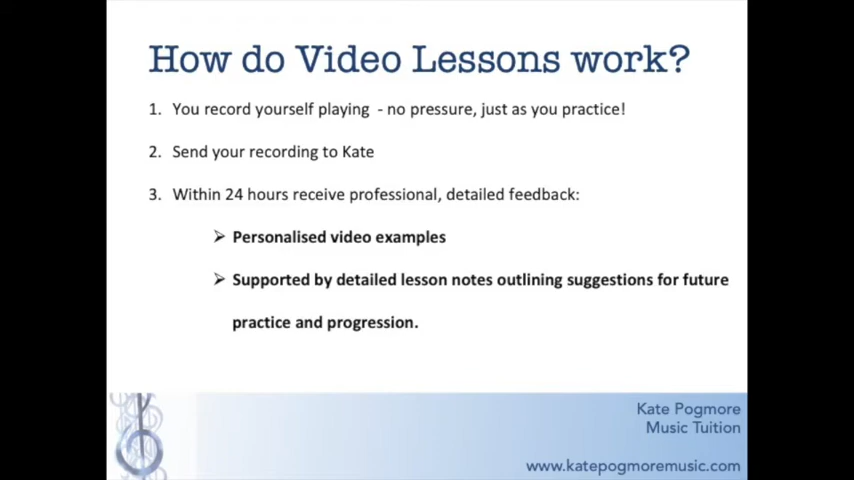 How do Video Lessons work?
1. You record yourself playing - no pressure, just as you practice!
2. Send your recording to Kate
3. Within 24 hours receive professional, detailed feedback:
➢ Personalised video examples
➢ Supported by detailed lesson notes outlining suggestions for future
practice and progression.
Kate Pogmore
Music Tuition
www.katepogmoremusic.com